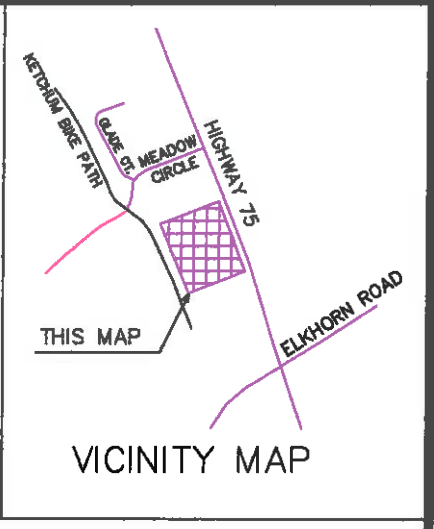 KETCHUM BIKE PATH
GLADE CT.
MEADOW
CIRCLE
HIGHWAY 75
THIS MAP
ELKHORN ROAD
VICINITY MAP